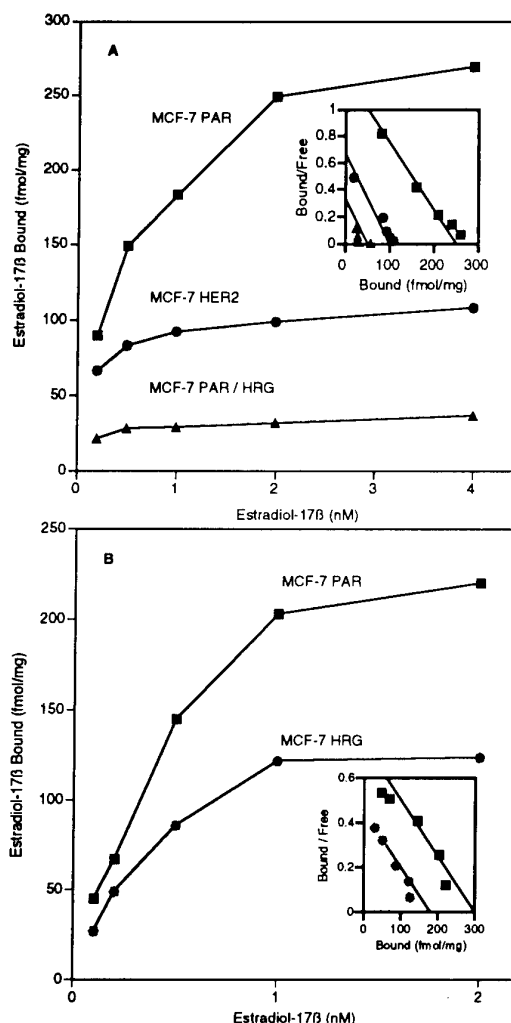 A
Estradiol-17ß Bound (fmol/mg)
300
250
200
150
100
50
0
MCF-7 PAR
MCF-7 HER2
MCF-7 PAR / HRG
0
1
2
3
4
Estradiol-17ß (nM)
Bound/Free
1
0.8
0.6
0.4
0.2
0
0
100
200
300
Bound (fmol/mg)
B
Estradiol-17ß Bound (fmol/mg)
250
200
150
100
50
0
MCF-7 PAR
MCF-7 HRG
0
1
2
Estradiol-17ß (nM)
Bound / Free
0.6
0.4
0.2
0
0
100
200
300
Bound (fmol/mg)